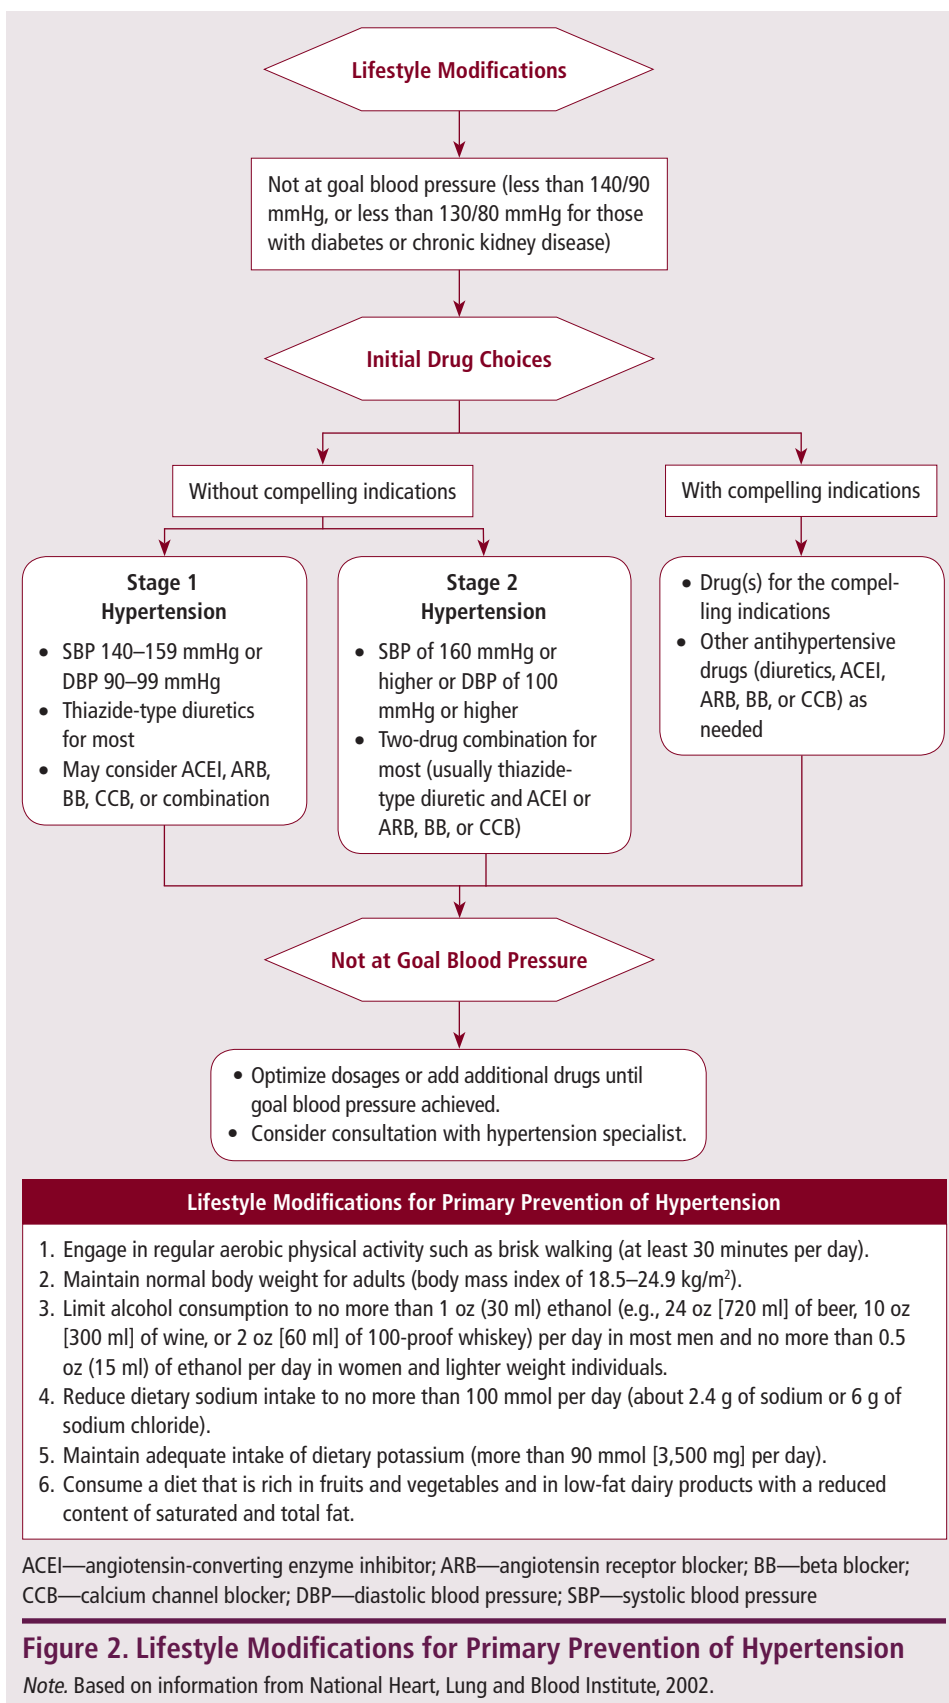 Lifestyle Modifications
Not at goal blood pressure (less than 140/90
mmHg, or less than 130/80 mmHg for those
with diabetes or chronic kidney disease)
Initial Drug Choices
Without compelling indications
With compelling indications
Stage 1
Hypertension
• SBP 140–159 mmHg or
DBP 90–99 mmHg
• Thiazide-type diuretics
for most
• May consider ACEI, ARB,
BB, CCB, or combination
Stage 2
Hypertension
• SBP of 160 mmHg or
higher or DBP of 100
mmHg or higher
• Two-drug combination for
most (usually thiazide-
type diuretic and ACEI or
ARB, BB, or CCB)
• Drug(s) for the compel-
ling indications
• Other antihypertensive
drugs (diuretics, ACEI,
ARB, BB, or CCB) as
needed
Not at Goal Blood Pressure
• Optimize dosages or add additional drugs until
goal blood pressure achieved.
• Consider consultation with hypertension specialist.
Lifestyle Modifications for Primary Prevention of Hypertension
1. Engage in regular aerobic physical activity such as brisk walking (at least 30 minutes per day).
2. Maintain normal body weight for adults (body mass index of 18.5–24.9 kg/m²).
3. Limit alcohol consumption to no more than 1 oz (30 ml) ethanol (e.g., 24 oz [720 ml] of beer, 10 oz
[300 ml] of wine, or 2 oz [60 ml] of 100-proof whiskey) per day in most men and no more than 0.5
oz (15 ml) of ethanol per day in women and lighter weight individuals.
4. Reduce dietary sodium intake to no more than 100 mmol per day (about 2.4 g of sodium or 6 g of
sodium chloride).
5. Maintain adequate intake of dietary potassium (more than 90 mmol [3,500 mg] per day).
6. Consume a diet that is rich in fruits and vegetables and in low-fat dairy products with a reduced
content of saturated and total fat.
ACEI—angiotensin-converting enzyme inhibitor; ARB—angiotensin receptor blocker; BB—beta blocker;
CCB—calcium channel blocker; DBP—diastolic blood pressure; SBP—systolic blood pressure
Figure 2. Lifestyle Modifications for Primary Prevention of Hypertension
Note. Based on information from National Heart, Lung and Blood Institute, 2002.